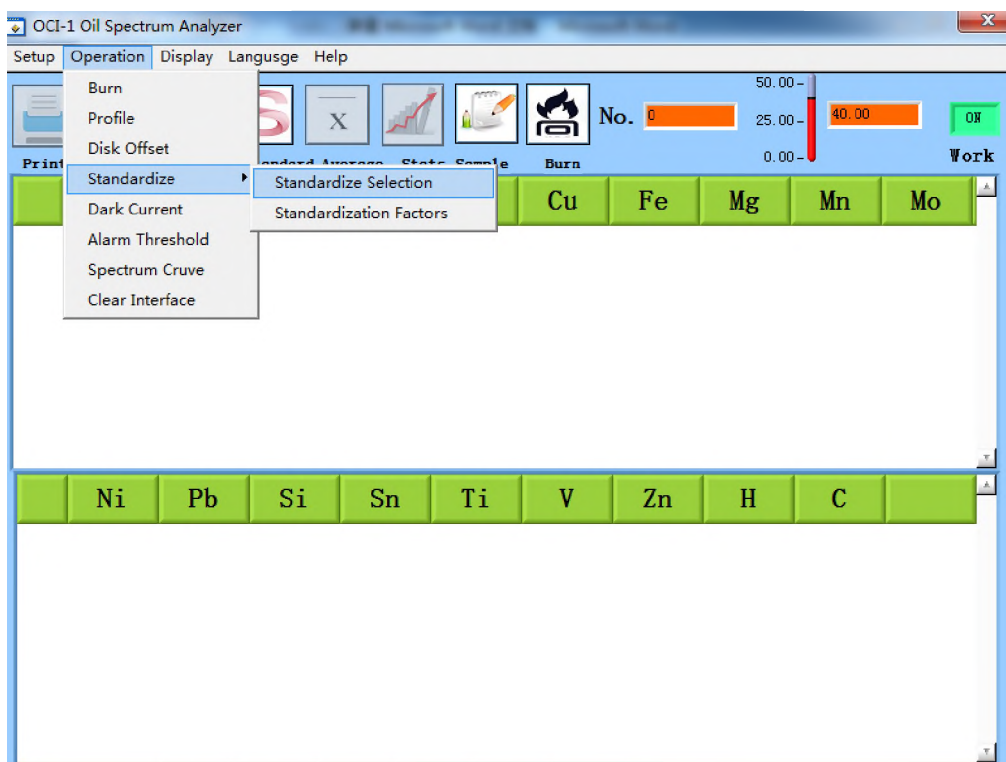 OCI-1 Oil Spectrum Analyzer
Setup Operation Display Langusge Help
Burn
Profile
Disk Offset
Standardize
Dark Current
Alarm Threshold
Spectrum Cruve
Clear Interface
Standardize Selection
Standardization Factors
X
No. 0
50.00
25.00
0.00
40.00
ON
Work
Print
Average Stats Sample Burn
Cu Fe Mg Mn Mo
Ni Pb Si Sn Ti V Zn H C